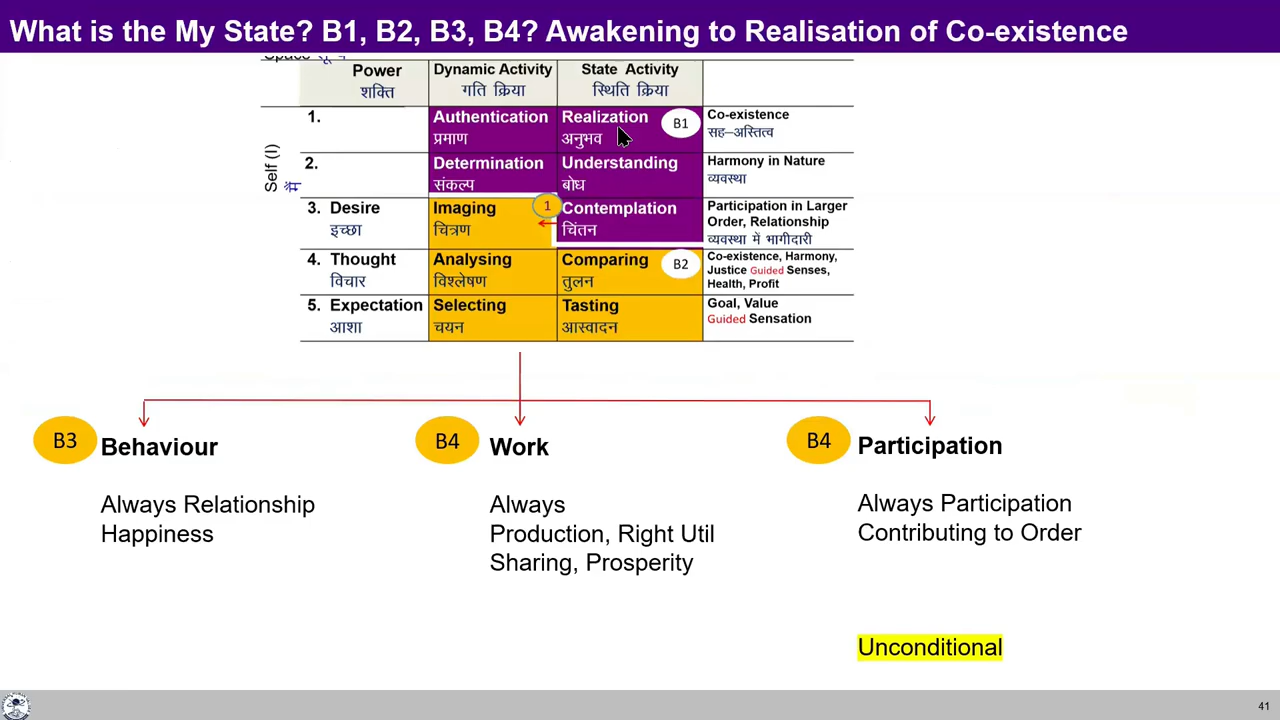 What is the My State? B1, B2, B3, B4? Awakening to Realisation of Co-existence
Power
शक्ति
Dynamic Activity
गति क्रिया
State Activity
स्थिति क्रिया
Self (I)
मैं
1.
Authentication
प्रमाण
Realization
अनुभव
B1
Co-existence
सह–अस्तित्व
2.
Determination
संकल्प
Understanding
बोध
Harmony in Nature
व्यवस्था
3. Desire
इच्छा
Imaging
चित्रण
1
Contemplation
चिंतन
Participation in Larger
Order, Relationship
व्यवस्था में भागीदारी
4. Thought
विचार
Analysing
विश्लेषण
Comparing
तुलन
B2
Co-existence, Harmony,
Justice Guided Senses,
Health, Profit
5. Expectation
आशा
Selecting
चयन
Tasting
आस्वादन
Goal, Value
Guided Sensation
B3
Behaviour
Always Relationship
Happiness
B4
Work
Always
Production, Right Util
Sharing, Prosperity
B4
Participation
Always Participation
Contributing to Order
Unconditional
41